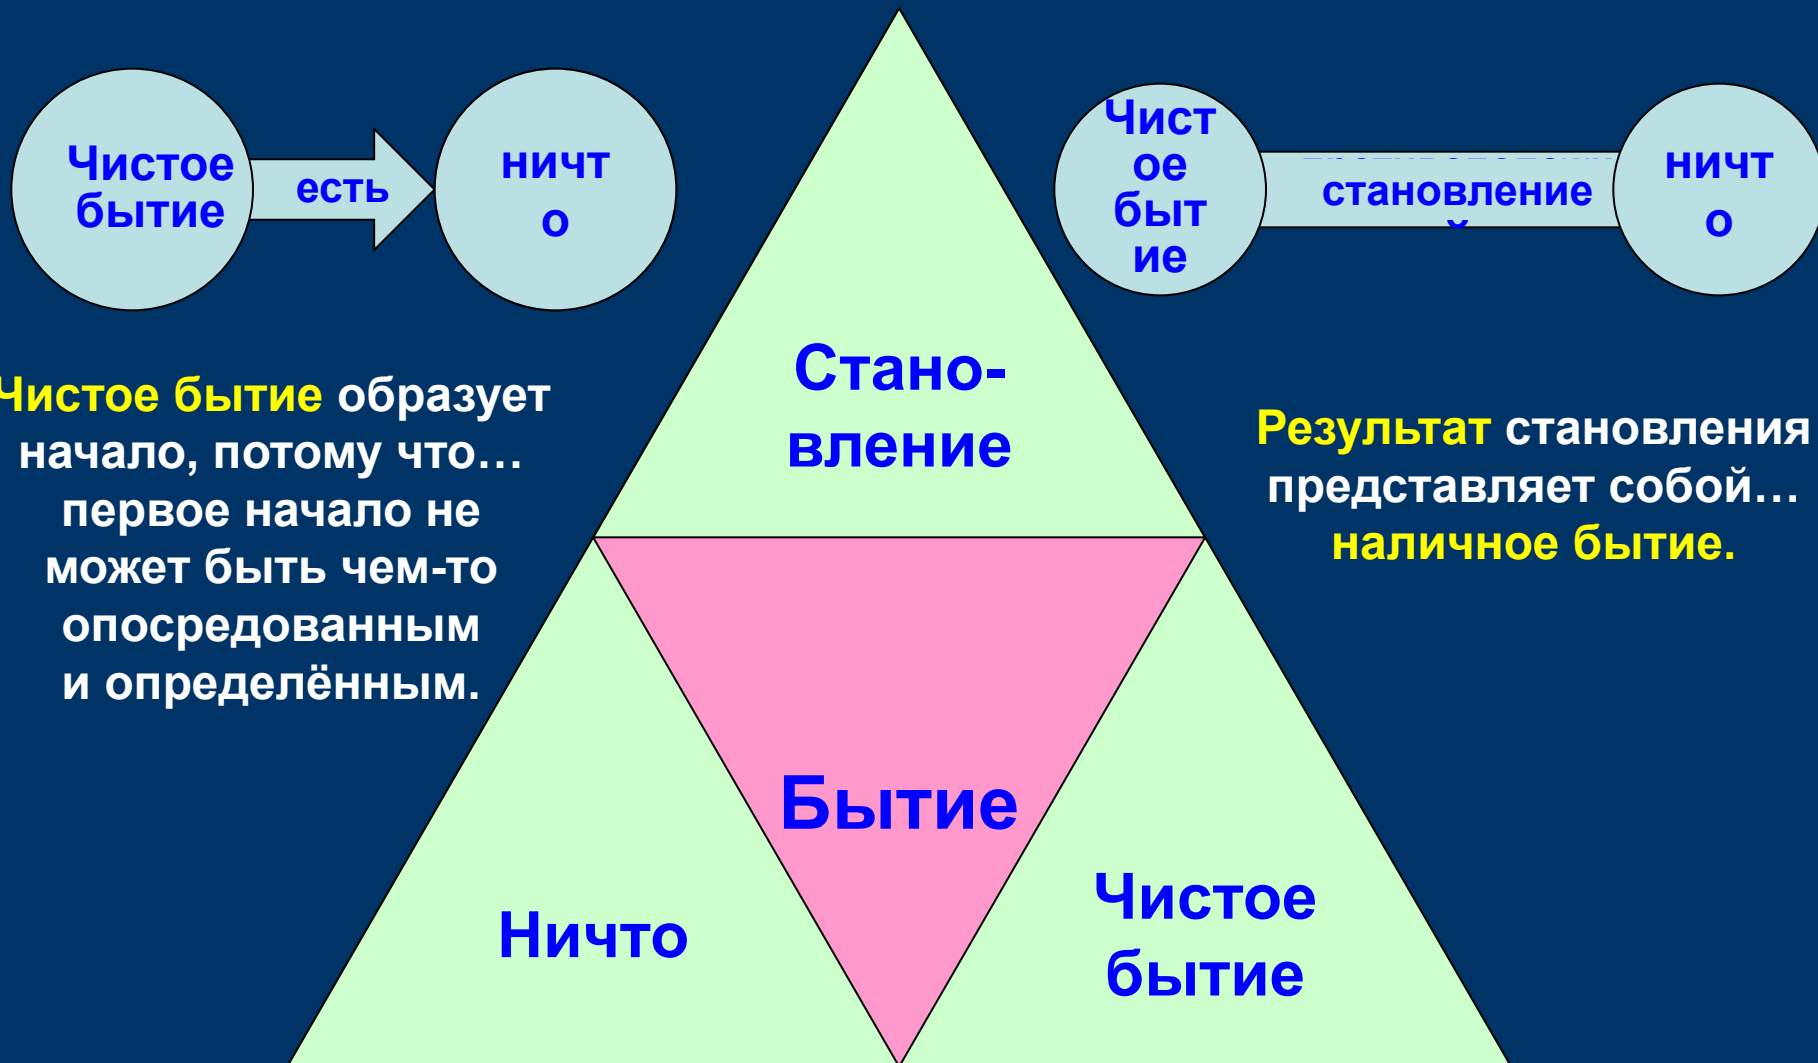 Чистое
бытие
есть
ничт
о
Чист
ое
быт
ие
становление
ничт
о
Чистое бытие образует
начало, потому что…
первое начало не
может быть чем-то
опосредованным
и определённым.
Стано-
вление
Результат становления
представляет собой…
наличное бытие.
Бытие
Ничто
Чистое
бытие